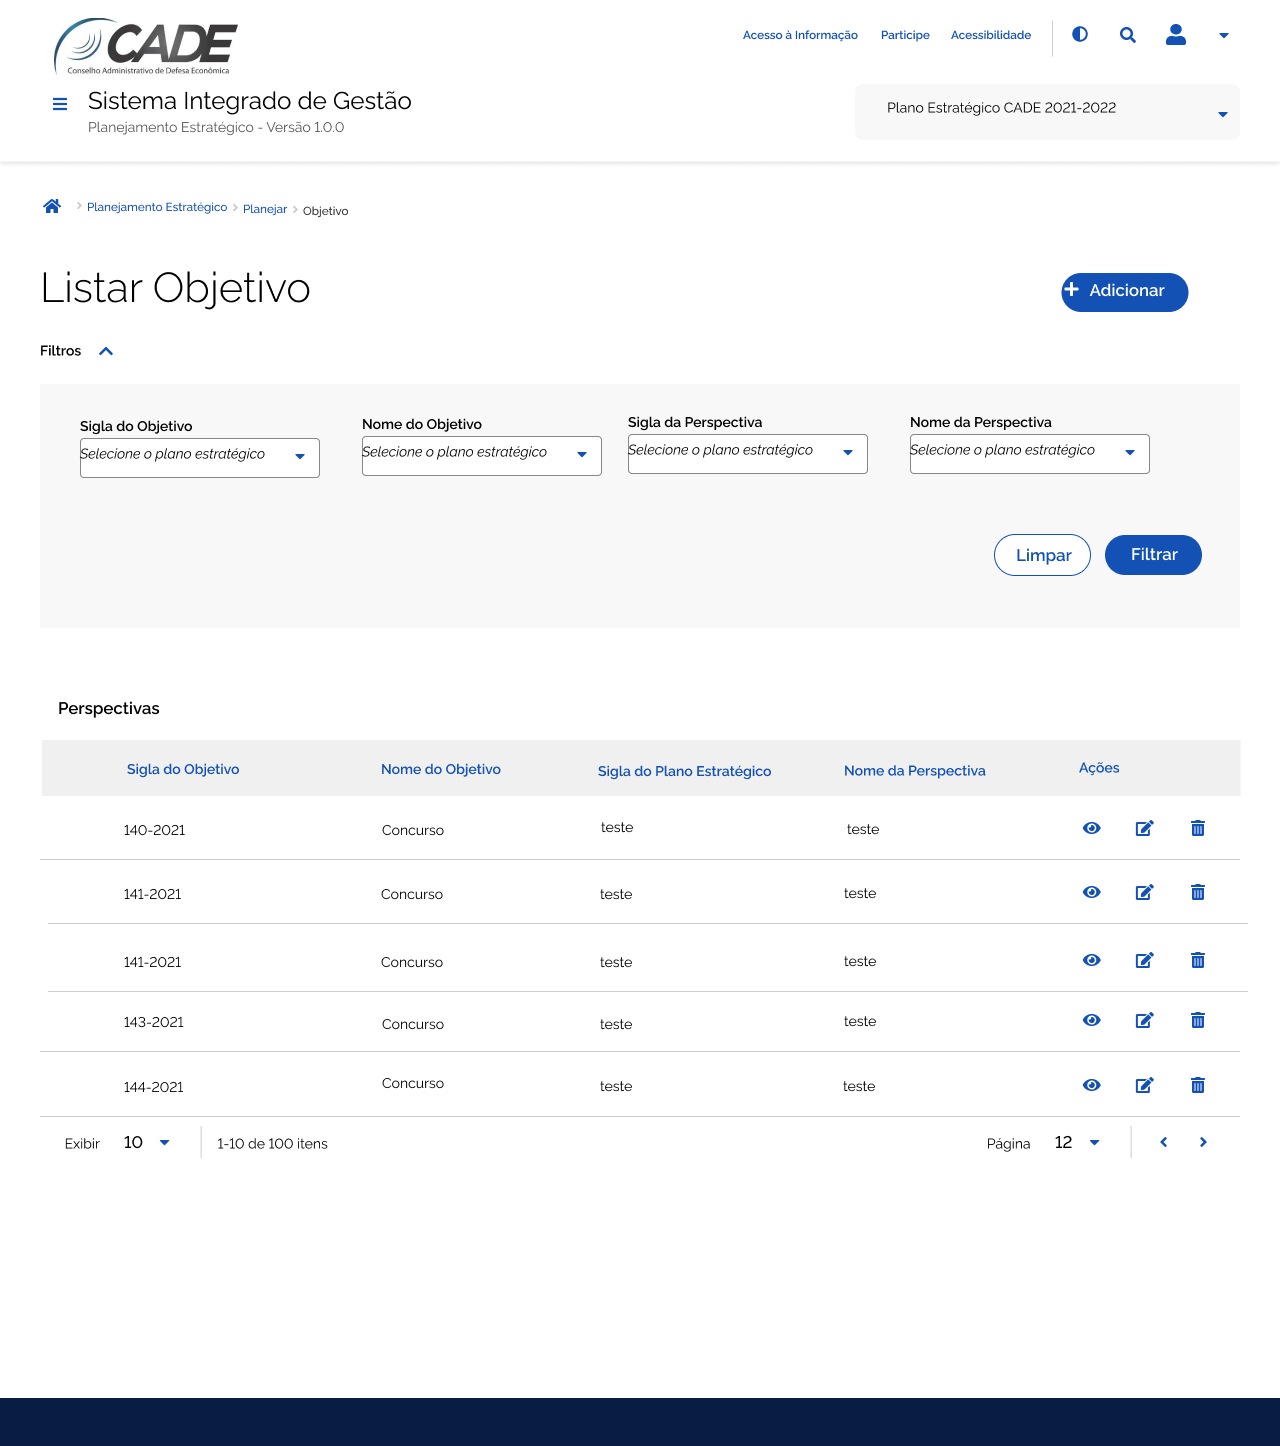 CADE
Conselho Administrativo de Defesa Econômica
Acesso à Informação Participe Acessibilidade
Sistema Integrado de Gestão
Planejamento Estratégico - Versão 1.0.0
Plano Estratégico CADE 2021-2022
Planejamento Estratégico Planejar Objetivo
Listar Objetivo
Adicionar
Filtros
Sigla do Objetivo Nome do Objetivo Sigla da Perspectiva Nome da Perspectiva
Selecione o plano estratégico Selecione o plano estratégico Selecione o plano estratégico Selecione o plano estratégico
Limpar Filtrar
Perspectivas
Sigla do Objetivo Nome do Objetivo Sigla do Plano Estratégico Nome da Perspectiva Ações
140-2021 Concurso teste teste
141-2021 Concurso teste teste
141-2021 Concurso teste teste
143-2021 Concurso teste teste
144-2021 Concurso teste teste
Exibir 10 1-10 de 100 itens Página 12